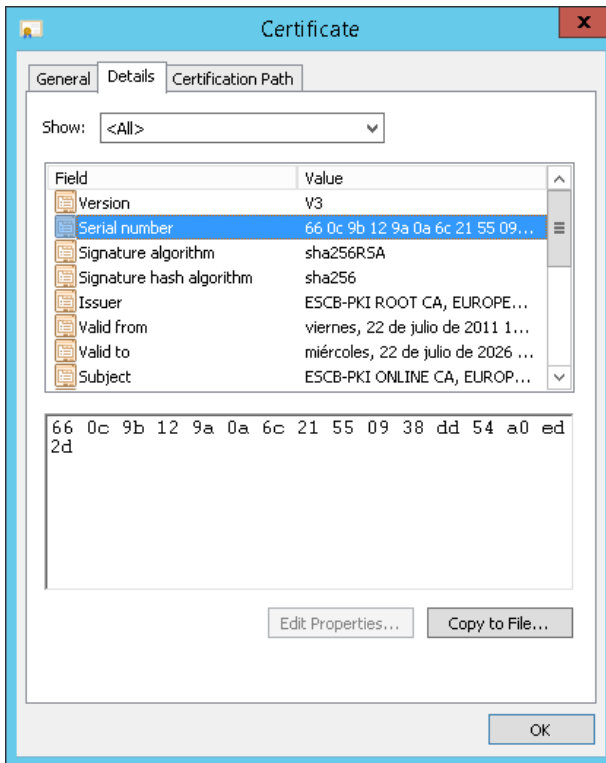 Certificate x
General Details Certification Path
Show: <All>
Field Value
Version V3
Serial number 66 0c 9b 12 9a 0a 6c 21 55 09...
Signature algorithm sha256RSA
Signature hash algorithm sha256
Issuer ESCB-PKI ROOT CA, EUROPE...
Valid from viernes, 22 de julio de 2011 1...
Valid to miércoles, 22 de julio de 2026 ...
Subject ESCB-PKI ONLINE CA, EUROP...
66 0c 9b 12 9a 0a 6c 21 55 09 38 dd 54 a0 ed
2d
Edit Properties... Copy to File...
OK